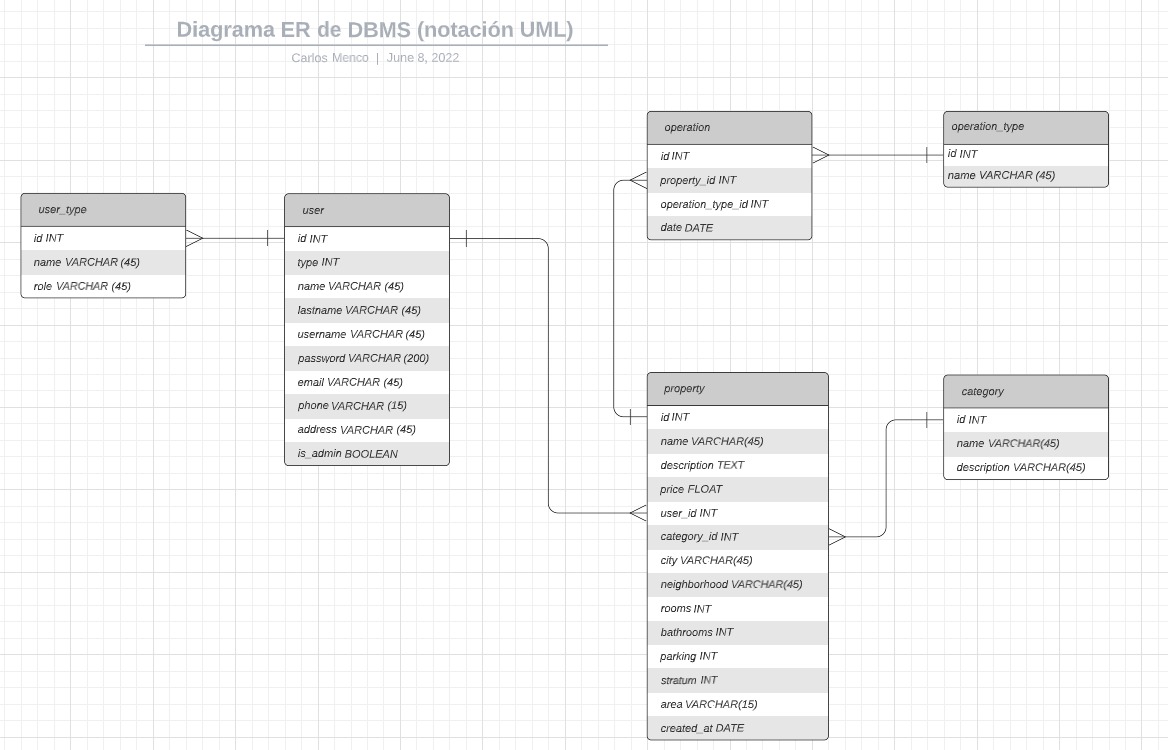 Diagrama ER de DBMS (notación UML)
Carlos Menco | June 8, 2022
user_type
id INT
name VARCHAR (45)
role VARCHAR (45)
user
id INT
type INT
name VARCHAR (45)
lastname VARCHAR (45)
username VARCHAR (45)
password VARCHAR (200)
email VARCHAR (45)
phone VARCHAR (15)
address VARCHAR (45)
is_admin BOOLEAN
operation
id INT
property_id INT
operation_type_id INT
date DATE
operation_type
id INT
name VARCHAR (45)
property
id INT
name VARCHAR(45)
description TEXT
price FLOAT
user_id INT
category_id INT
city VARCHAR(45)
neighborhood VARCHAR(45)
rooms INT
bathrooms INT
parking INT
stratum INT
area VARCHAR(15)
created_at DATE
category
id INT
name VARCHAR(45)
description VARCHAR(45)